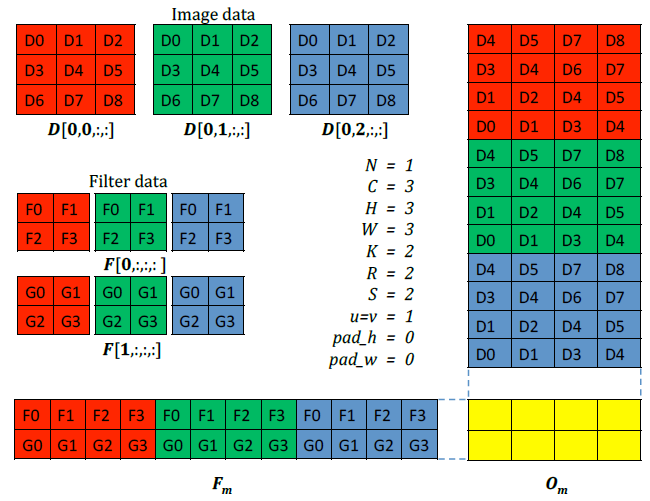 Image data
D0 D1 D2
D3 D4 D5
D6 D7 D8
D[0,0,:,:]
D0 D1 D2
D3 D4 D5
D6 D7 D8
D[0,1,:,:]
D0 D1 D2
D3 D4 D5
D6 D7 D8
D[0,2,:,:]
Filter data
F0 F1
F2 F3
F0 F1
F2 F3
F0 F1
F2 F3
F[0,:,:,: ]
G0 G1
G2 G3
G0 G1
G2 G3
G0 G1
G2 G3
F[1,:,:,:]
N = 1
C = 3
H = 3
W = 3
K = 2
R = 2
S = 2
u=v = 1
pad_h = 0
pad_w = 0
D4 D5 D7 D8
D3 D4 D6 D7
D1 D2 D4 D5
D0 D1 D3 D4
D4 D5 D7 D8
D3 D4 D6 D7
D1 D2 D4 D5
D0 D1 D3 D4
D4 D5 D7 D8
D3 D4 D6 D7
D1 D2 D4 D5
D0 D1 D3 D4
F0 F1 F2 F3 F0 F1 F2 F3 F0 F1 F2 F3
G0 G1 G2 G3 G0 G1 G2 G3 G0 G1 G2 G3
Fm
Om